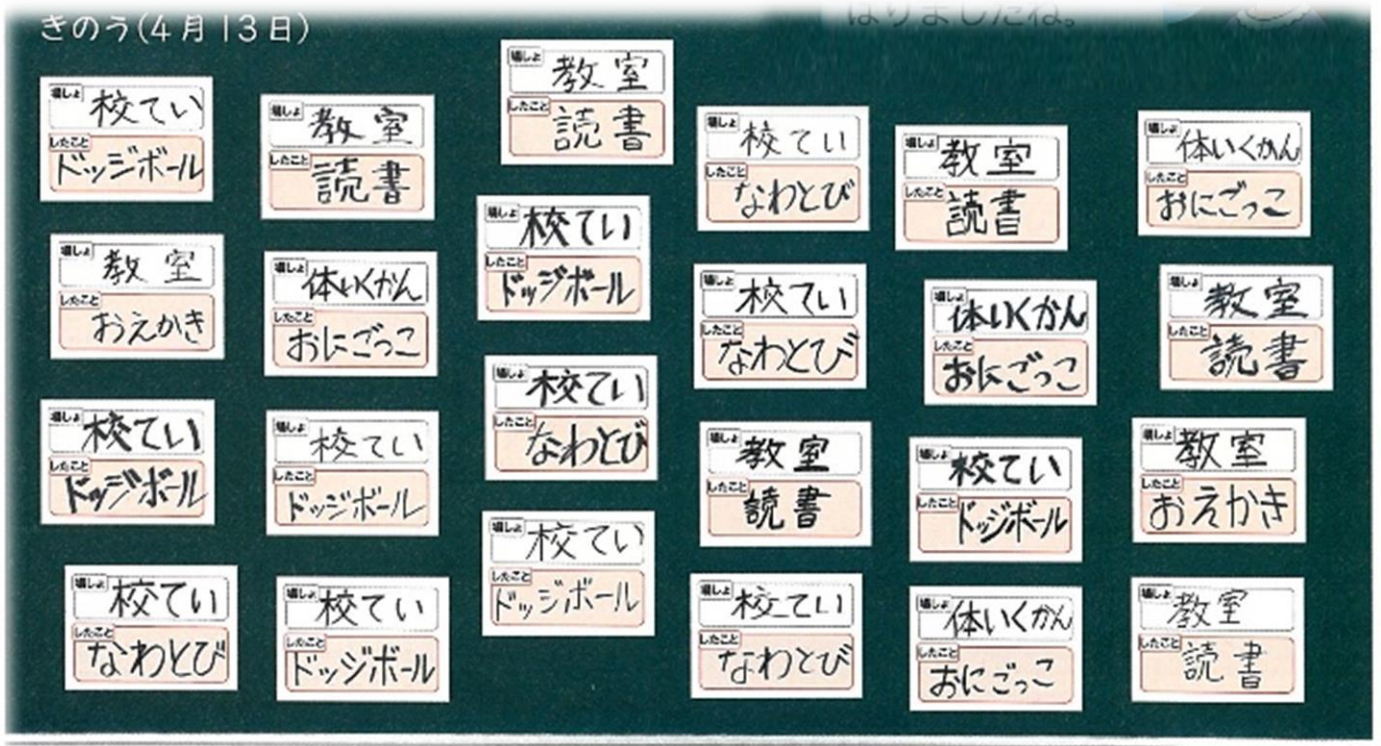 きのう(4月13日)
はりましたね。
場しょ 校てい
したこと ドッジボール
場しょ 教室
したこと おえかき
場しょ 校てい
したこと ドッジボール
場しょ 校てい
したこと なわとび
場しょ 教室
したこと 読書
場しょ 体いくかん
したこと おにごっこ
場しょ 校てい
したこと ドッジボール
場しょ 校てい
したこと ドッジボール
場しょ 教室
したこと 読書
場しょ 校てい
したこと ドッジボール
場しょ 校てい
したこと なわとび
場しょ 校てい
したこと ドッジボール
場しょ 校てい
したこと なわとび
場しょ 校てい
したこと なわとび
場しょ 教室
したこと 読書
場しょ 校てい
したこと なわとび
場しょ 教室
したこと 読書
場しょ 体いくかん
したこと おにごっこ
場しょ 校てい
したこと ドッジボール
場しょ 体いくかん
したこと おにごっこ
場しょ 体いくかん
したこと おにごっこ
場しょ 教室
したこと 読書
場しょ 教室
したこと おえかき
場しょ 教室
したこと 読書